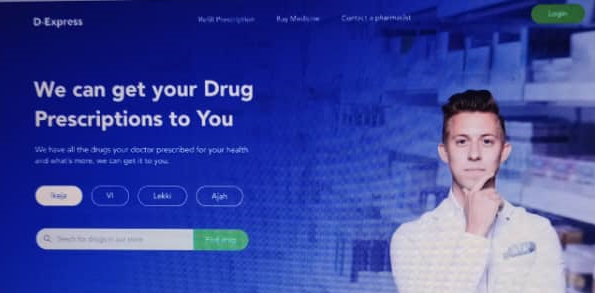 D-Express
Refill Prescription
Buy Medicine
Contact a pharmacist
Login
We can get your Drug
Prescriptions to You
We have all the drugs your doctor prescribed for your health
and what's more, we can get it to you.
Ikeja
VI
Lekki
Ajah
Search for drugs in our store
Find drug